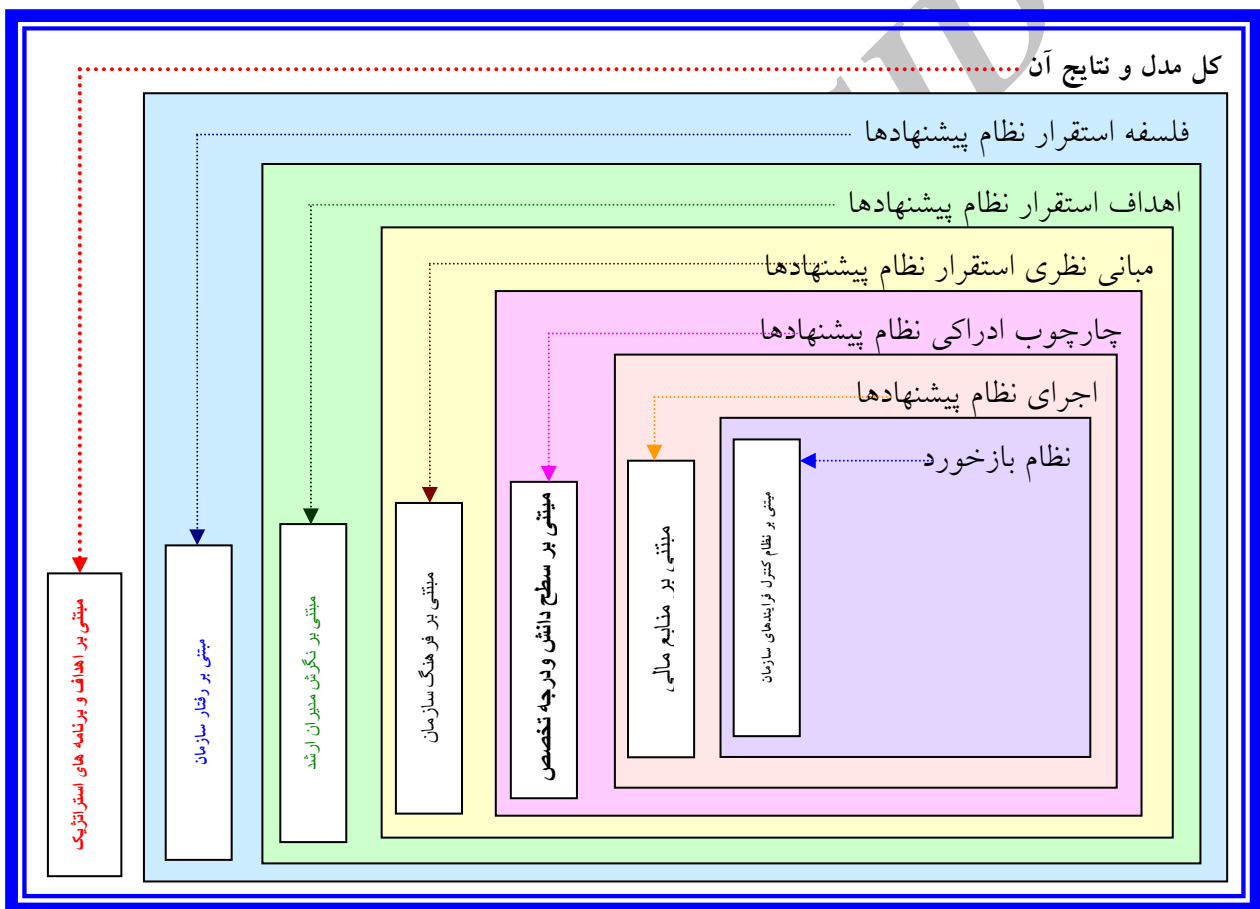 کل مدل و نتایج آن
فلسفه استقرار نظام پیشنهادها
اهداف استقرار نظام پیشنهادها
مبانی نظری استقرار نظام پیشنهادها
چارچوب ادراکی نظام پیشنهادها
اجرای نظام پیشنهادها
نظام بازخورد
مبتنی بر نظام کنترل فرایندهای سازمان
مبتنی بر منابع مالی
مبتنی بر سطح دانش ودرجه تخصص
مبتنی بر فرهنگ سازمان
مبتنی بر نگرش مدیران ارشد
مبتنی بر رفتار سازمان
مبتنی بر اهداف و برنامه های استراتژیک